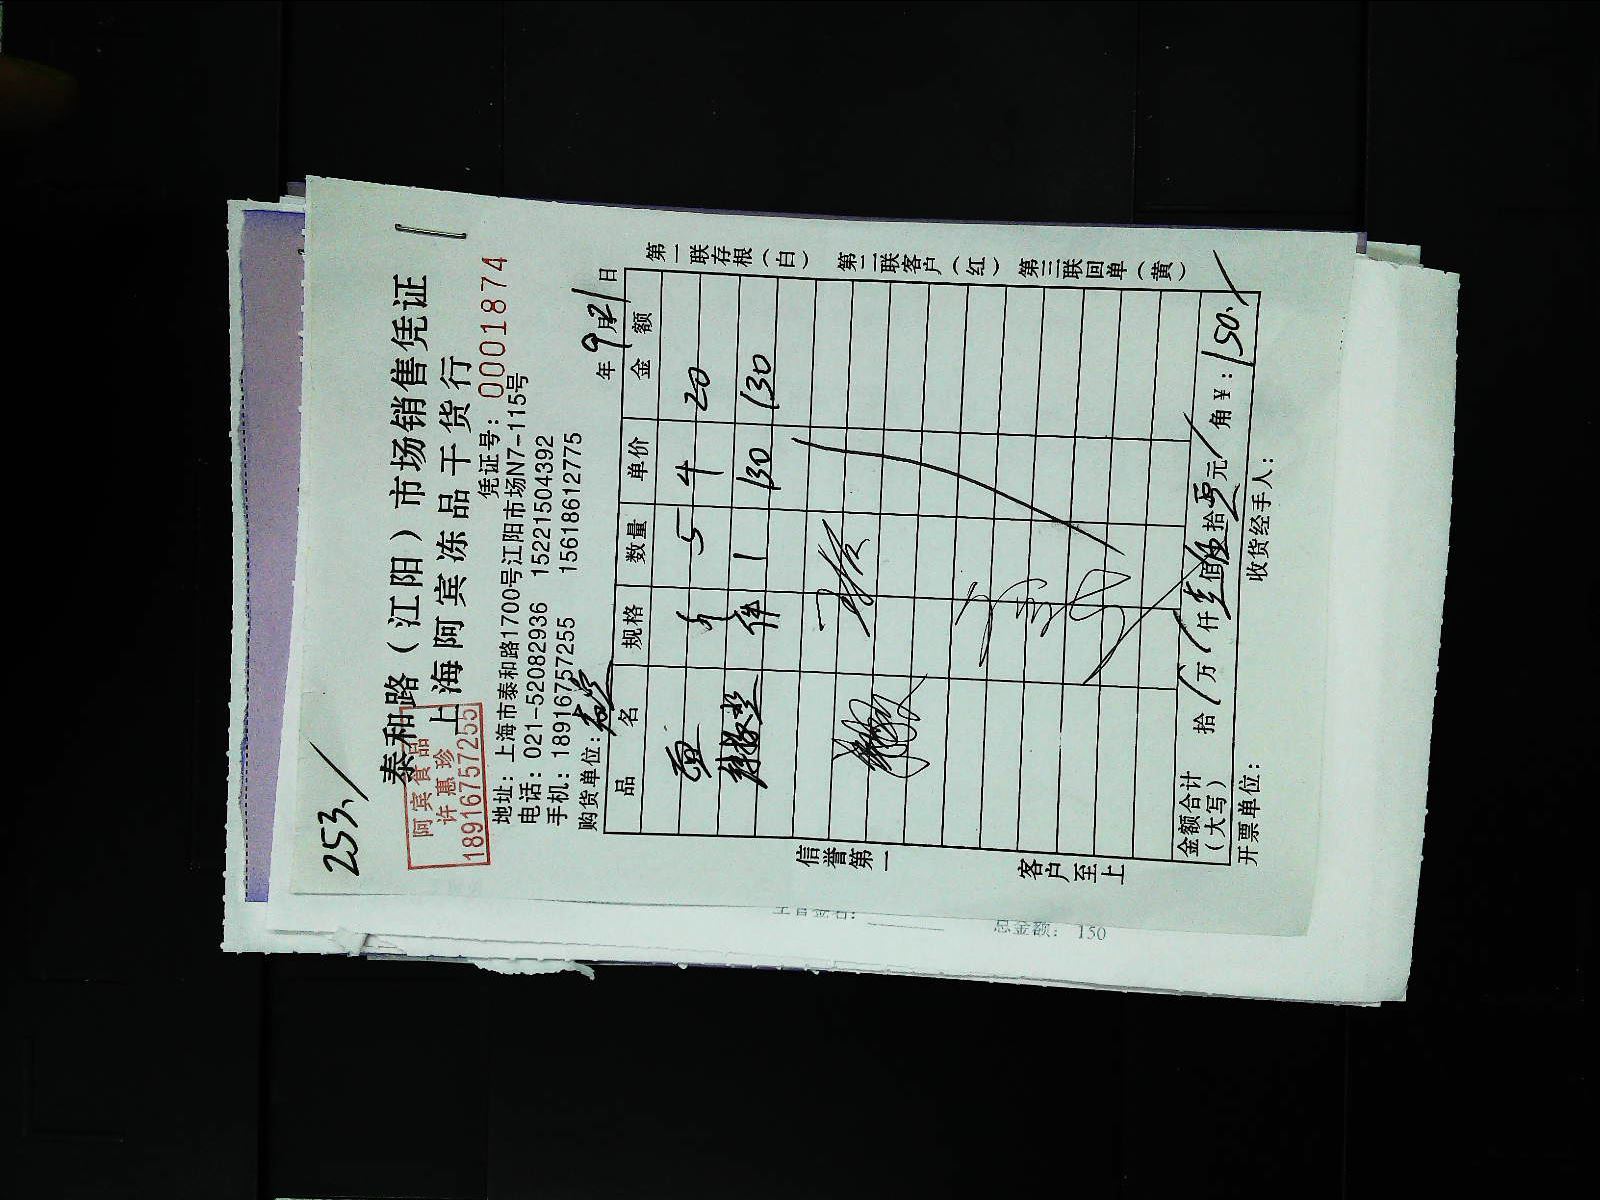 253.
泰和路（江阳）市场销售凭证
上海阿宾冻品干货行
阿宾食品
许惠珍
18916757255
凭证号：0001874
地址：上海市泰和路1700号江阳市场N7-115号
电话：021-52082936 15221504392
手机：18916757255 15618612775
购货单位： 年 9月21日
品名 规格 数量 单价 金额
5 4 20
件 1 130 130
金额合计（大写） 拾 万 仟 壹佰伍拾 元 角 ¥：150.
开票单位： 收货经手人：
信誉第一
客户至上
第一联存根（白）
第二联客户（红）
第三联回单（黄）
总金额： 150